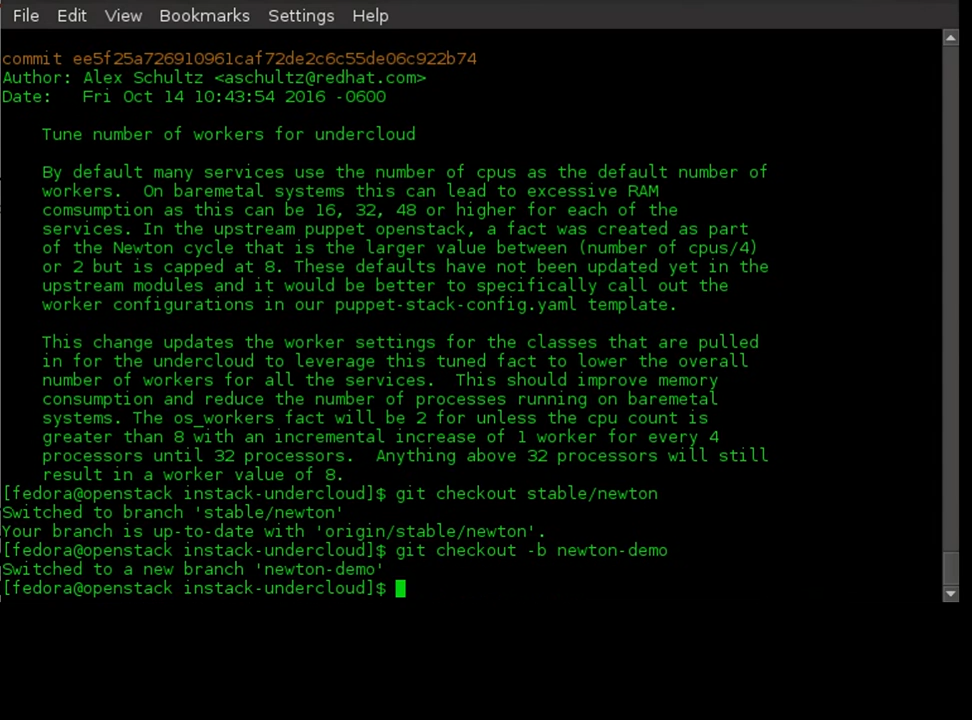 File Edit View Bookmarks Settings Help
commit ee5f25a726910961caf72de2c6c55de06c922b74
Author: Alex Schultz <aschultz@redhat.com>
Date:   Fri Oct 14 10:43:54 2016 -0600
Tune number of workers for undercloud
By default many services use the number of cpus as the default number of
workers.  On baremetal systems this can lead to excessive RAM
comsumption as this can be 16, 32, 48 or higher for each of the
services. In the upstream puppet openstack, a fact was created as part
of the Newton cycle that is the larger value between (number of cpus/4)
or 2 but is capped at 8. These defaults have not been updated yet in the
upstream modules and it would be better to specifically call out the
worker configurations in our puppet-stack-config.yaml template.
This change updates the worker settings for the classes that are pulled
in for the undercloud to leverage this tuned fact to lower the overall
number of workers for all the services.  This should improve memory
consumption and reduce the number of processes running on baremetal
systems. The os_workers fact will be 2 for unless the cpu count is
greater than 8 with an incremental increase of 1 worker for every 4
processors until 32 processors.  Anything above 32 processors will still
result in a worker value of 8.
[fedora@openstack instack-undercloud]$ git checkout stable/newton
Switched to branch 'stable/newton'
Your branch is up-to-date with 'origin/stable/newton'.
[fedora@openstack instack-undercloud]$ git checkout -b newton-demo
Switched to a new branch 'newton-demo'
[fedora@openstack instack-undercloud]$